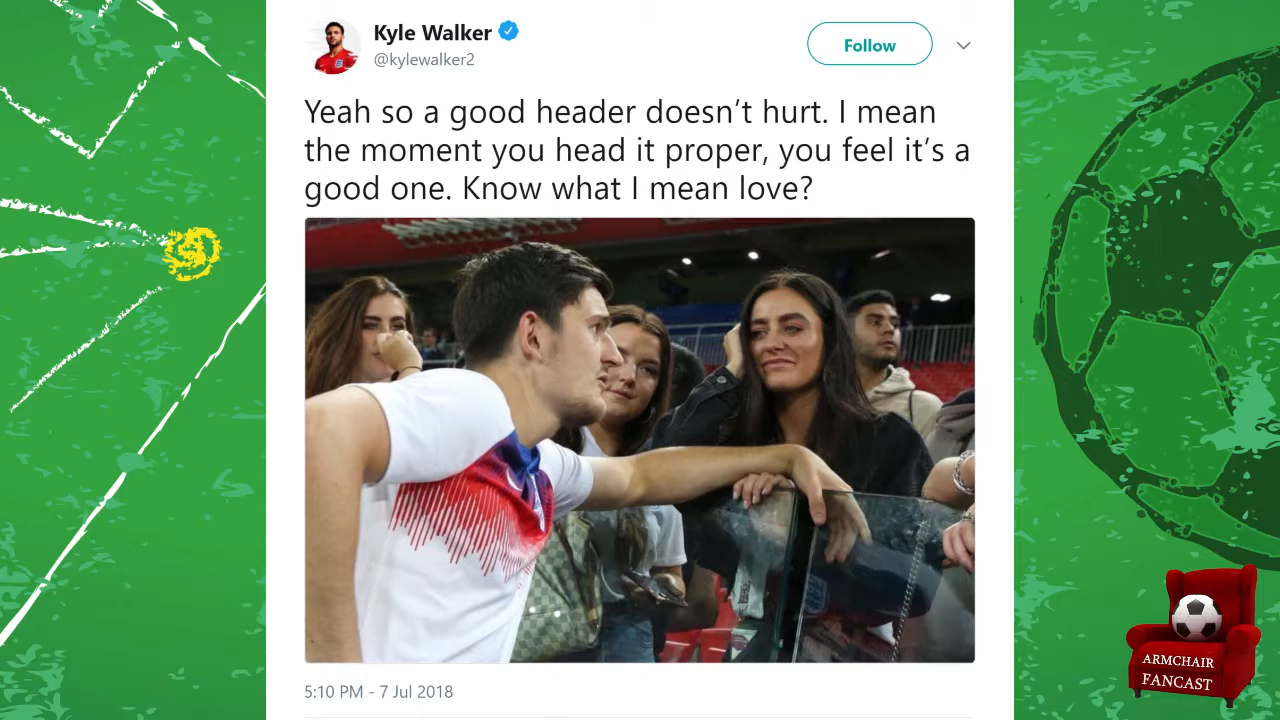 Kyle Walker
@kylewalker2
Follow
Yeah so a good header doesn’t hurt. I mean
the moment you head it proper, you feel it’s a
good one. Know what I mean love?
5:10 PM - 7 Jul 2018
ARMCHAIR
FANCAST